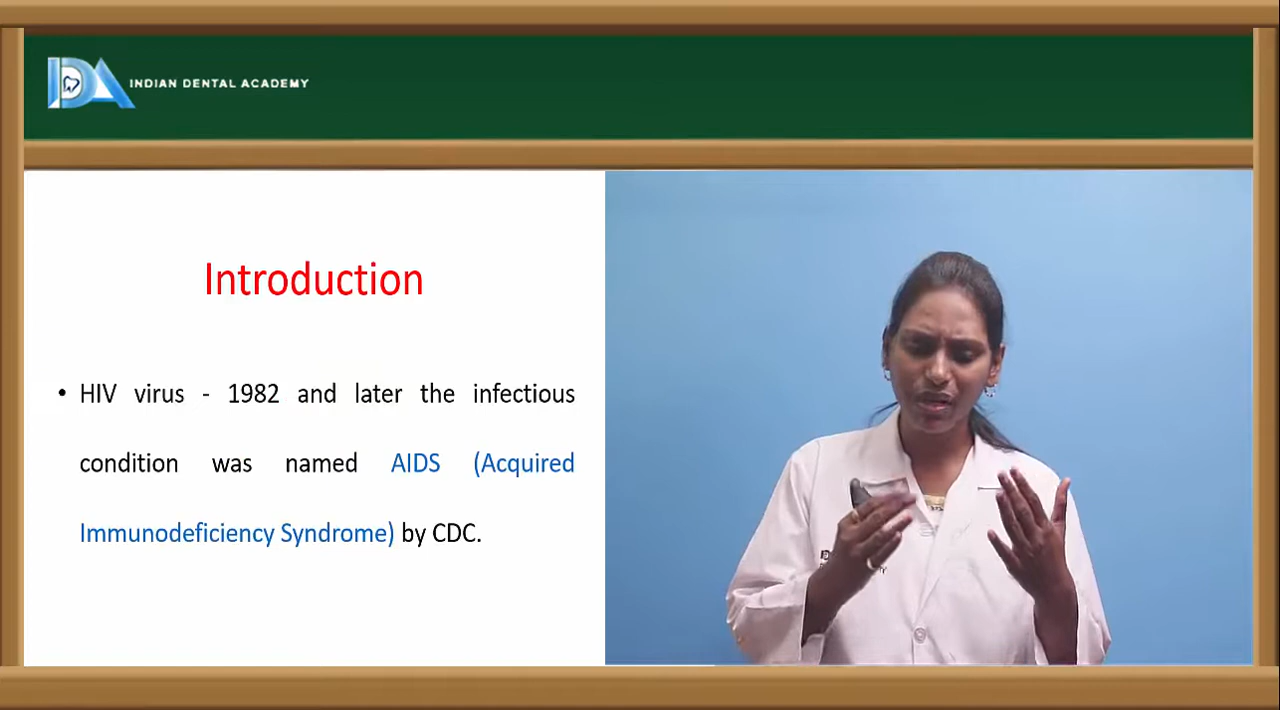 INDIAN DENTAL ACADEMY
Introduction
• HIV virus - 1982 and later the infectious
condition was named AIDS (Acquired
Immunodeficiency Syndrome) by CDC.